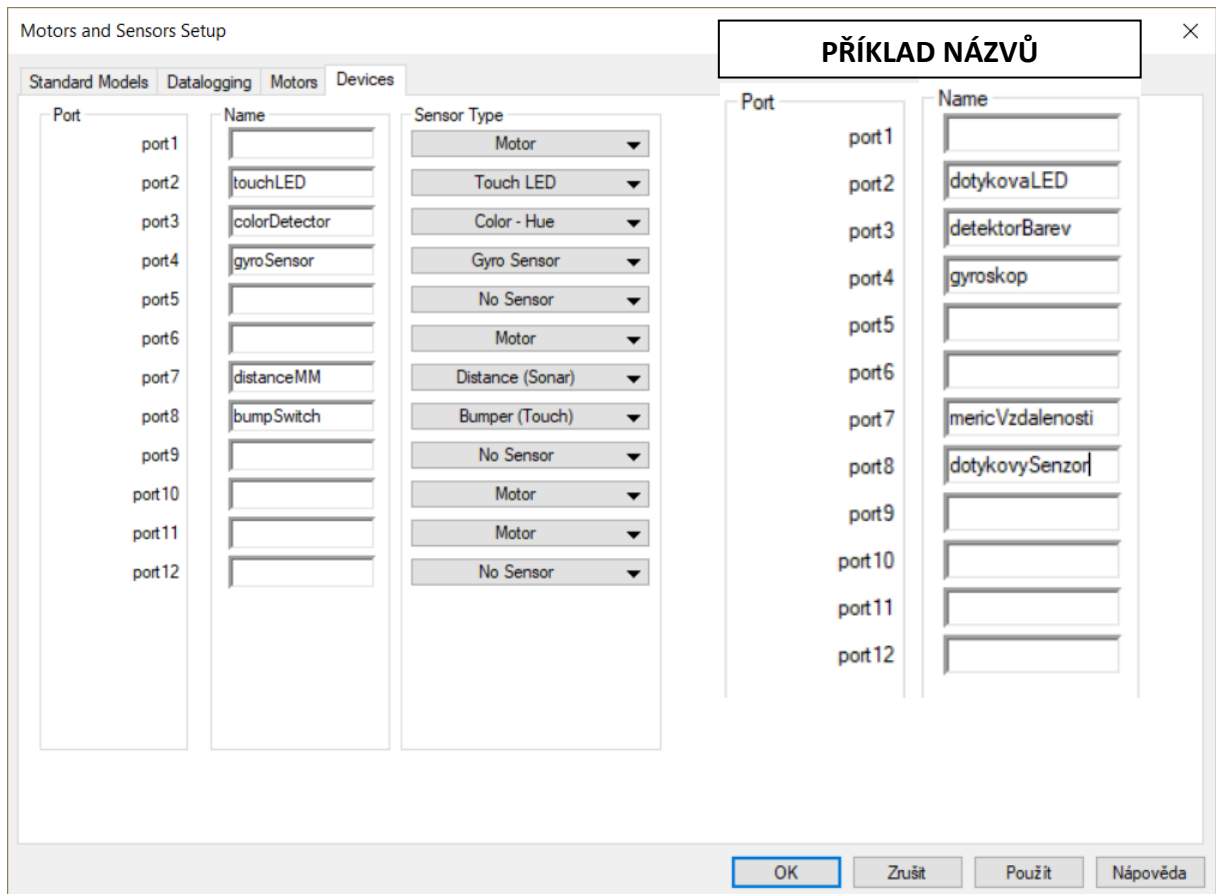 Motors and Sensors Setup
PŘÍKLAD NÁZVŮ
Standard Models Datalogging Motors Devices
Port Name Sensor Type
port1 Motor
port2 touchLED Touch LED
port3 colorDetector Color - Hue
port4 gyroSensor Gyro Sensor
port5 No Sensor
port6 Motor
port7 distanceMM Distance (Sonar)
port8 bumpSwitch Bumper (Touch)
port9 No Sensor
port10 Motor
port11 Motor
port12 No Sensor
Port Name
port1
port2 dotykovaLED
port3 detektorBarev
port4 gyroskop
port5
port6
port7 mericVzdalenosti
port8 dotykovySenzor
port9
port10
port11
port12
OK Zrušit Použít Nápověda